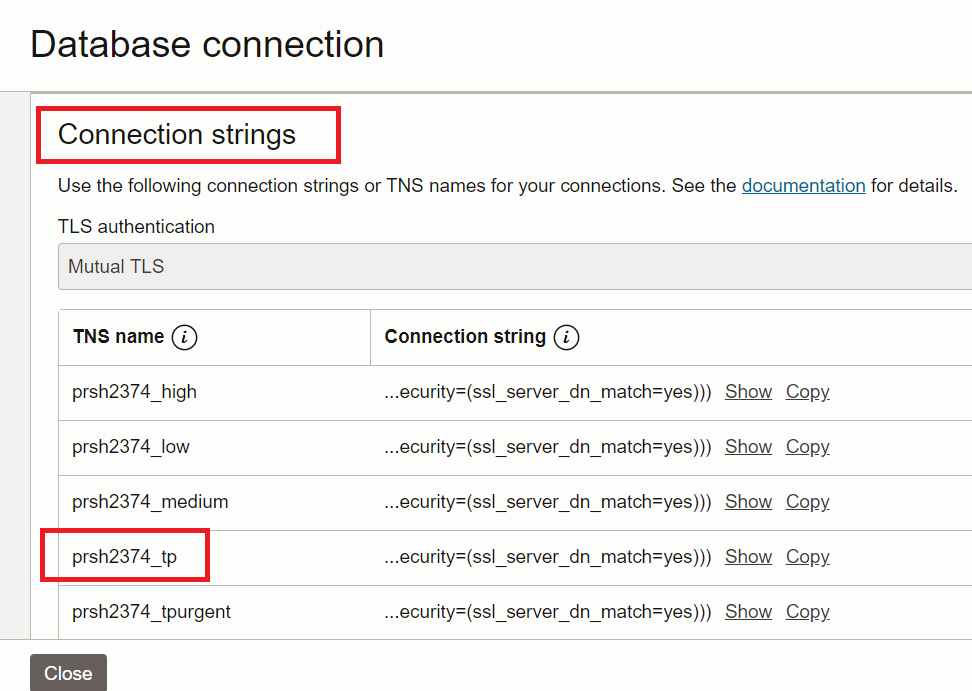 Database connection
Connection strings
Use the following connection strings or TNS names for your connections. See the documentation for details.
TLS authentication
Mutual TLS
TNS name i Connection string i
prsh2374_high ...ecurity=(ssl_server_dn_match=yes))) Show Copy
prsh2374_low ...ecurity=(ssl_server_dn_match=yes))) Show Copy
prsh2374_medium ...ecurity=(ssl_server_dn_match=yes))) Show Copy
prsh2374_tp ...ecurity=(ssl_server_dn_match=yes))) Show Copy
prsh2374_tpurgent ...ecurity=(ssl_server_dn_match=yes))) Show Copy
Close